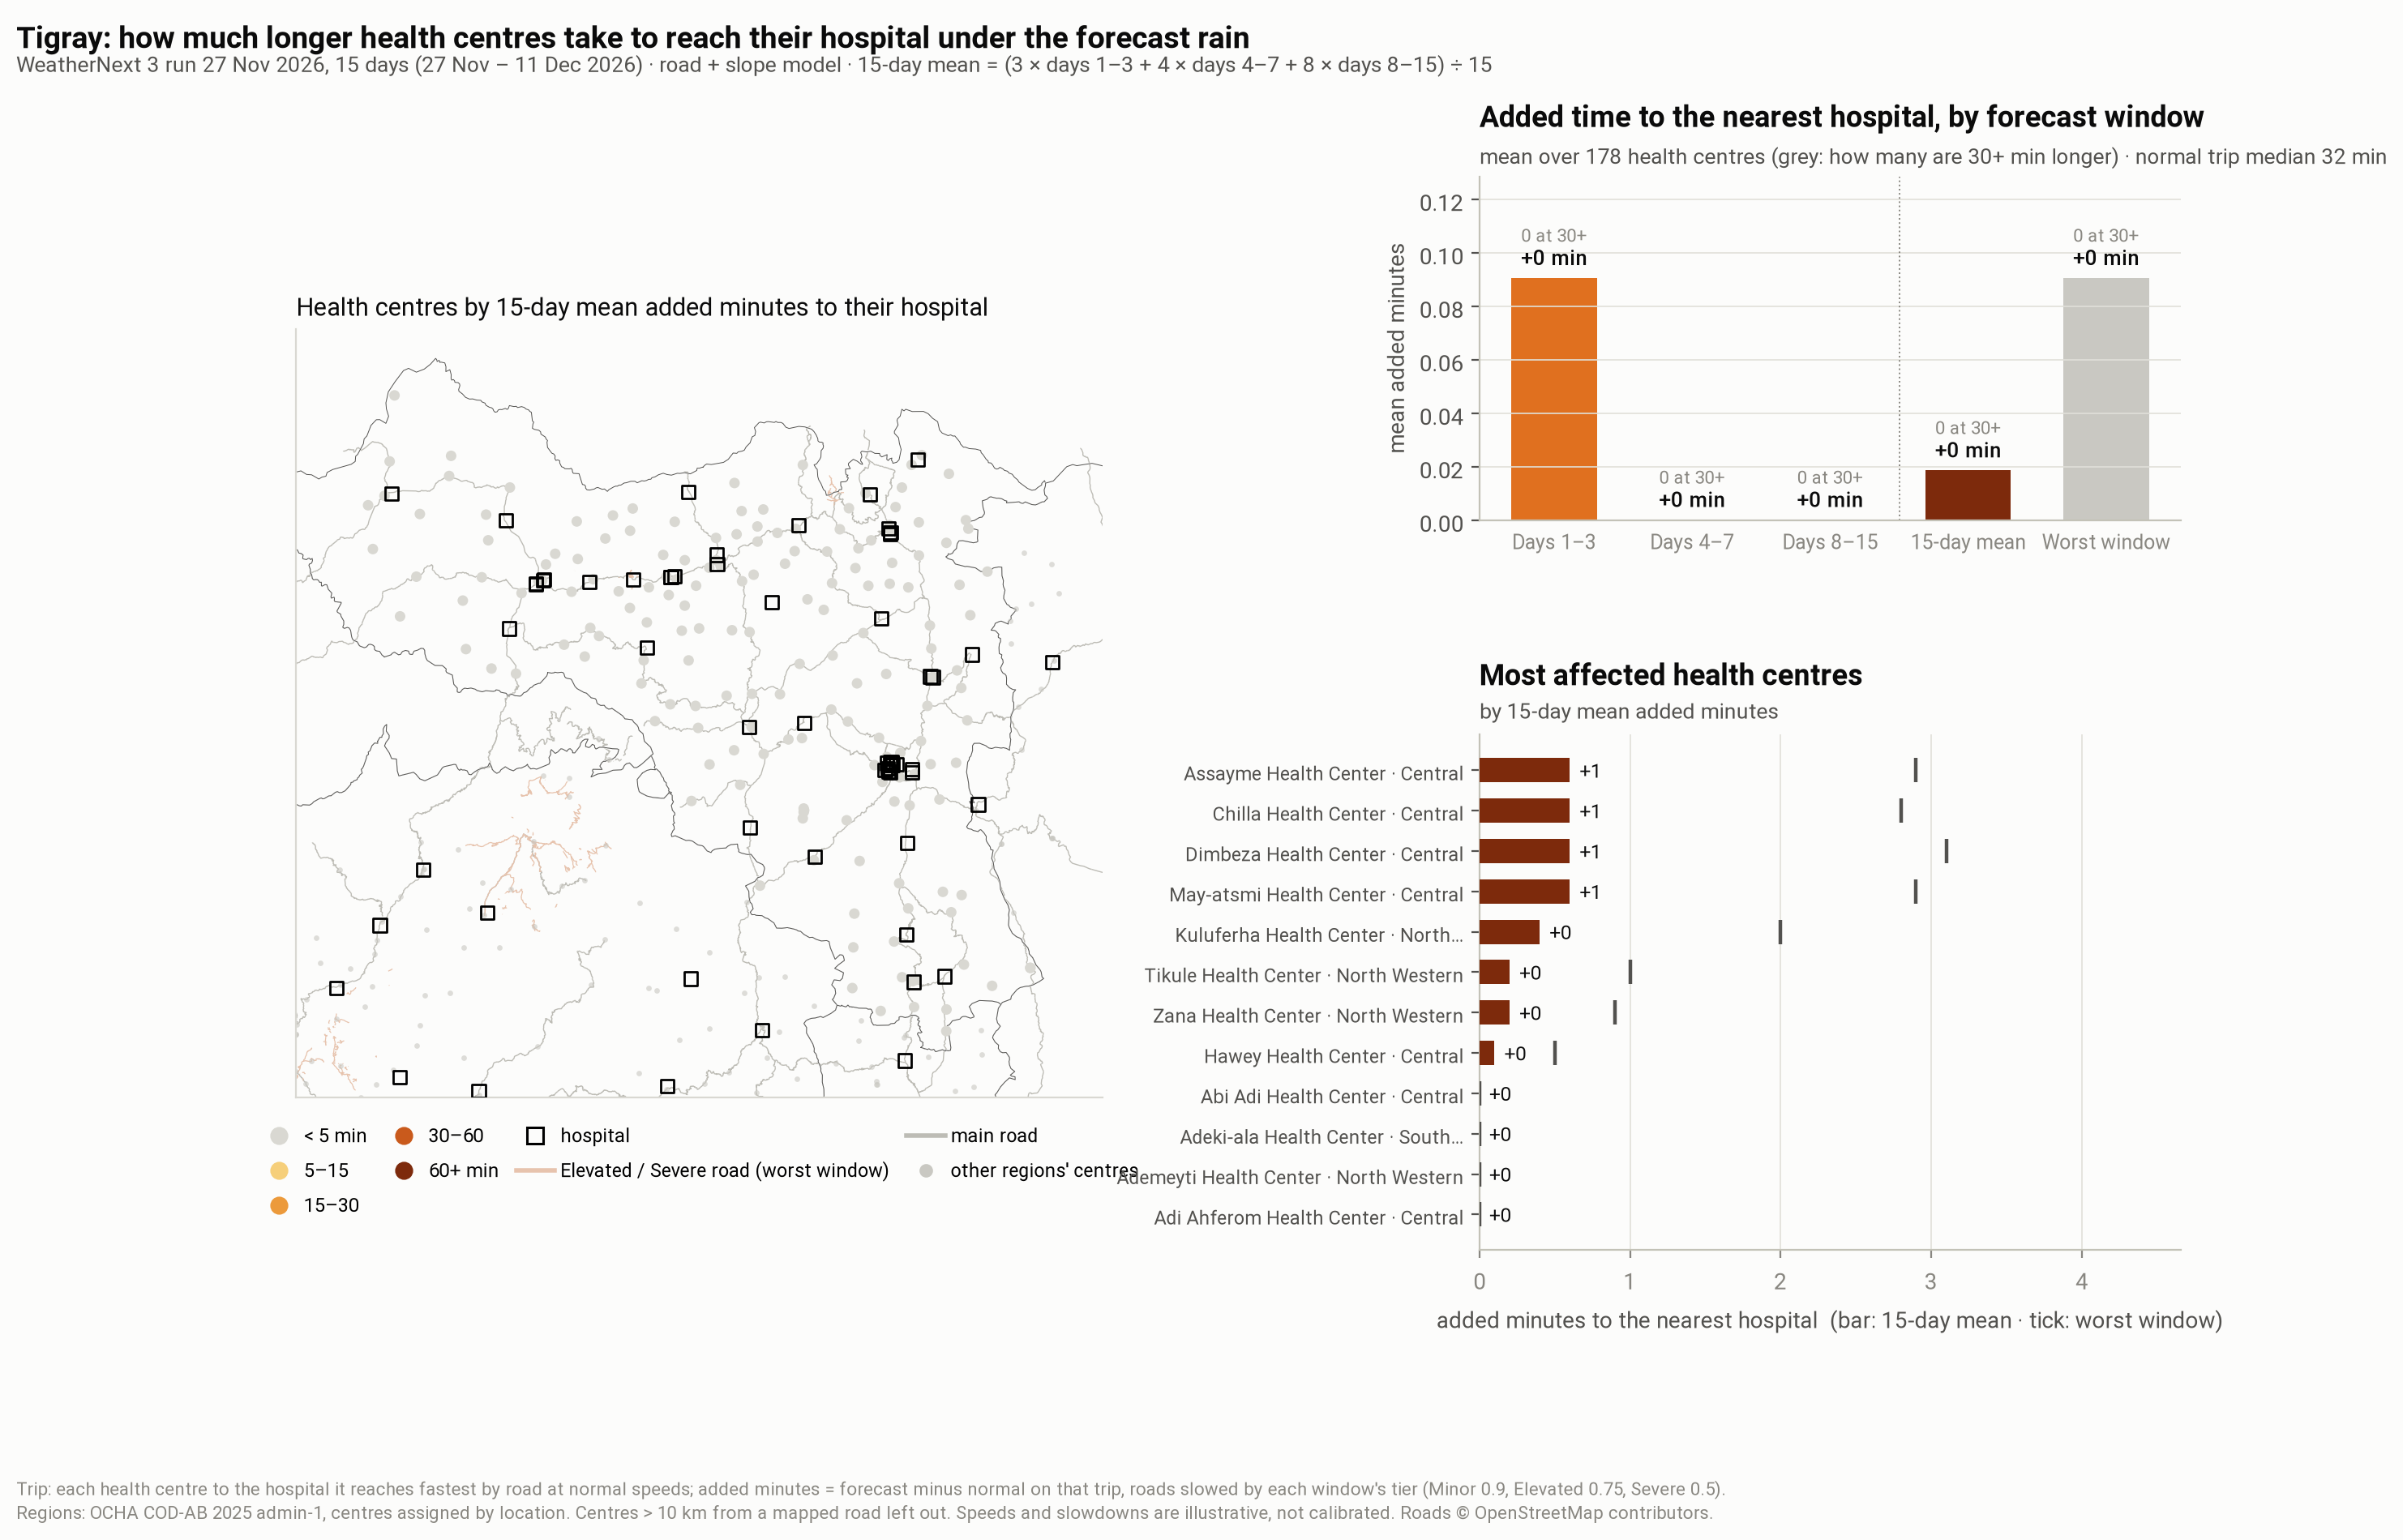 Tigray: how much longer health centres take to reach their hospital under the forecast rain
WeatherNext 3 run 27 Nov 2026, 15 days (27 Nov – 11 Dec 2026) · road + slope model · 15-day mean = (3 × days 1–3 + 4 × days 4–7 + 8 × days 8–15) ÷ 15
Health centres by 15-day mean added minutes to their hospital
< 5 min
5–15
15–30
30–60
60+ min
hospital
Elevated / Severe road (worst window)
main road
other regions' centres
Added time to the nearest hospital, by forecast window
mean over 178 health centres (grey: how many are 30+ min longer) · normal trip median 32 min
mean added minutes
0.12
0.10
0.08
0.06
0.04
0.02
0.00
0 at 30+
+0 min
0 at 30+
+0 min
0 at 30+
+0 min
0 at 30+
+0 min
0 at 30+
+0 min
Days 1–3
Days 4–7
Days 8–15
15-day mean
Worst window
Most affected health centres
by 15-day mean added minutes
Assayme Health Center · Central +1
Chilla Health Center · Central +1
Dimbeza Health Center · Central +1
May-atsmi Health Center · Central +1
Kuluferha Health Center · North… +0
Tikule Health Center · North Western +0
Zana Health Center · North Western +0
Hawey Health Center · Central +0
Abi Adi Health Center · Central +0
Adeki-ala Health Center · South… +0
Ademeyti Health Center · North Western +0
Adi Ahferom Health Center · Central +0
0 1 2 3 4
added minutes to the nearest hospital (bar: 15-day mean · tick: worst window)
Trip: each health centre to the hospital it reaches fastest by road at normal speeds; added minutes = forecast minus normal on that trip, roads slowed by each window's tier (Minor 0.9, Elevated 0.75, Severe 0.5).
Regions: OCHA COD-AB 2025 admin-1, centres assigned by location. Centres > 10 km from a mapped road left out. Speeds and slowdowns are illustrative, not calibrated. Roads © OpenStreetMap contributors.